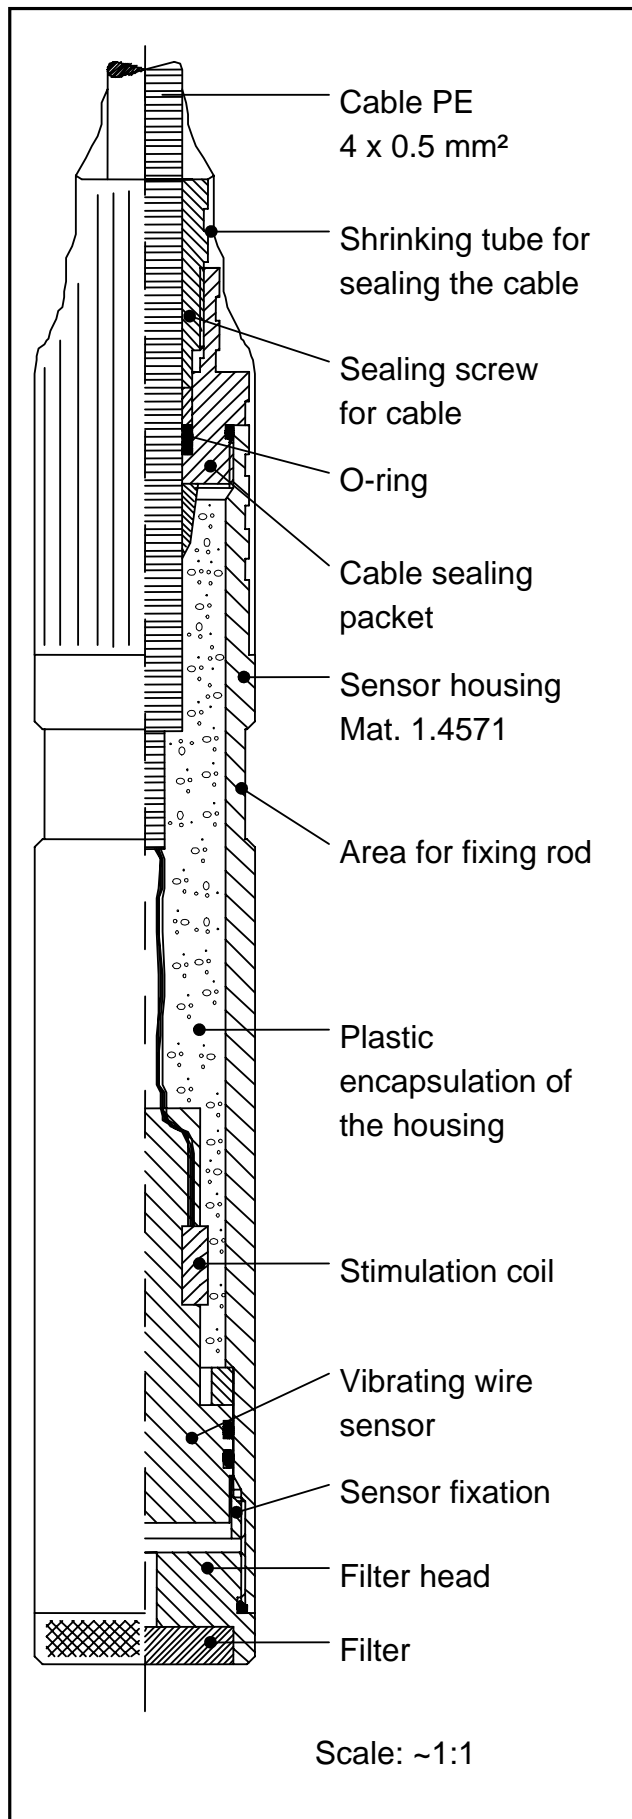 Cable PE
4 x 0.5 mm²
Shrinking tube for
sealing the cable
Sealing screw
for cable
O-ring
Cable sealing
packet
Sensor housing
Mat. 1.4571
Area for fixing rod
Plastic
encapsulation of
the housing
Stimulation coil
Vibrating wire
sensor
Sensor fixation
Filter head
Filter
Scale: ~1:1